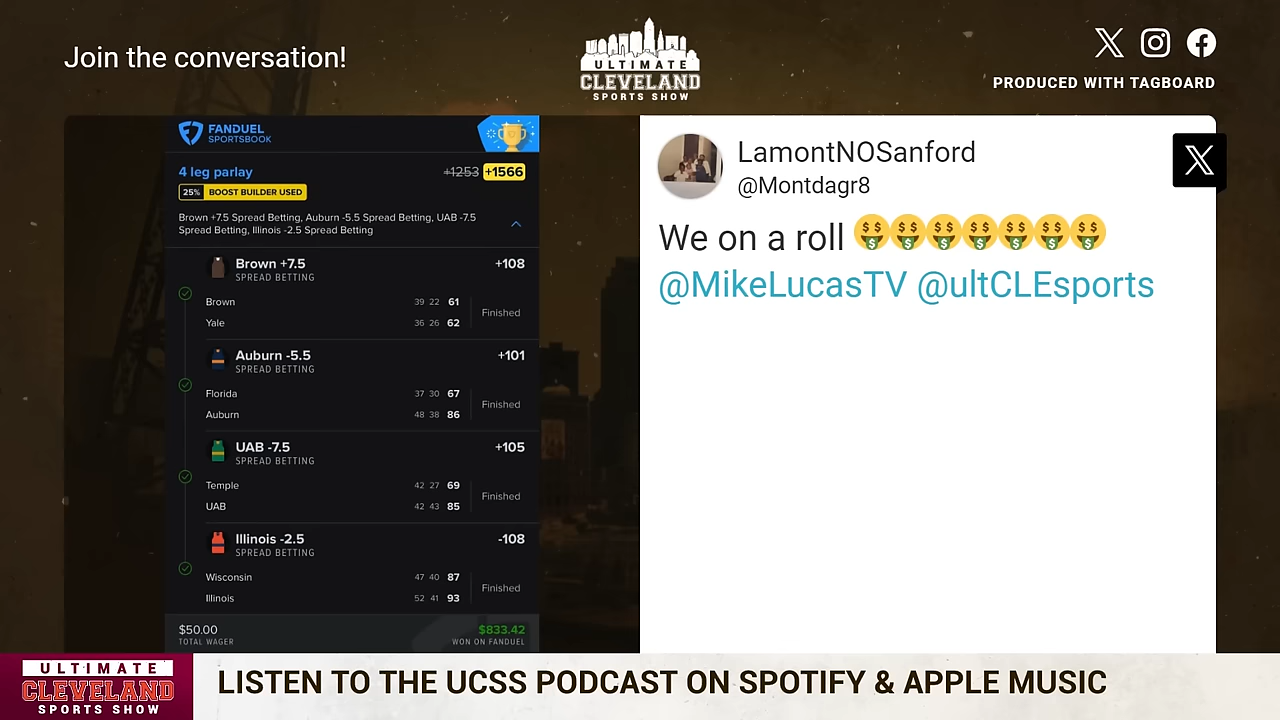 Join the conversation!
ULTIMATE
CLEVELAND
SPORTS SHOW
PRODUCED WITH TAGBOARD
FANDUEL
SPORTSBOOK
4 leg parlay
+1253 +1566
25% BOOST BUILDER USED
Brown +7.5 Spread Betting, Auburn -5.5 Spread Betting, UAB -7.5
Spread Betting, Illinois -2.5 Spread Betting
Brown +7.5 +108
SPREAD BETTING
Brown 39 22 61
Finished
Yale 36 26 62
Auburn -5.5 +101
SPREAD BETTING
Florida 37 30 67
Finished
Auburn 48 38 86
UAB -7.5 +105
SPREAD BETTING
Temple 42 27 69
Finished
UAB 42 43 85
Illinois -2.5 -108
SPREAD BETTING
Wisconsin 47 40 87
Finished
Illinois 52 41 93
$50.00 $833.42
TOTAL WAGER WON ON FANDUEL
LamontNOSanford
@Montdagr8
We on a roll 🤑🤑🤑🤑🤑🤑🤑
@MikeLucasTV @ultCLEsports
ULTIMATE
CLEVELAND
SPORTS SHOW
LISTEN TO THE UCSS PODCAST ON SPOTIFY & APPLE MUSIC